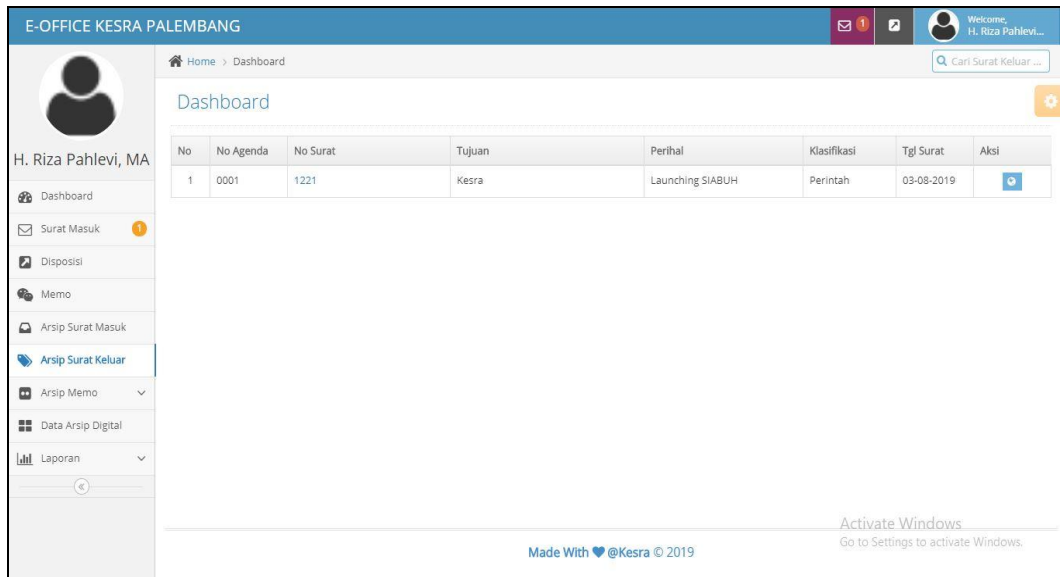 E-OFFICE KESRA PALEMBANG
1
Welcome,
H. Riza Pahlevi...
Home > Dashboard
Cari Surat Keluar ...
Dashboard
H. Riza Pahlevi, MA
Dashboard
Surat Masuk 1
Disposisi
Memo
Arsip Surat Masuk
Arsip Surat Keluar
Arsip Memo
Data Arsip Digital
Laporan
No No Agenda No Surat Tujuan Perihal Klasifikasi Tgl Surat Aksi
1 0001 1221 Kesra Launching SIABUH Perintah 03-08-2019
Activate Windows
Go to Settings to activate Windows.
Made With @Kesra © 2019